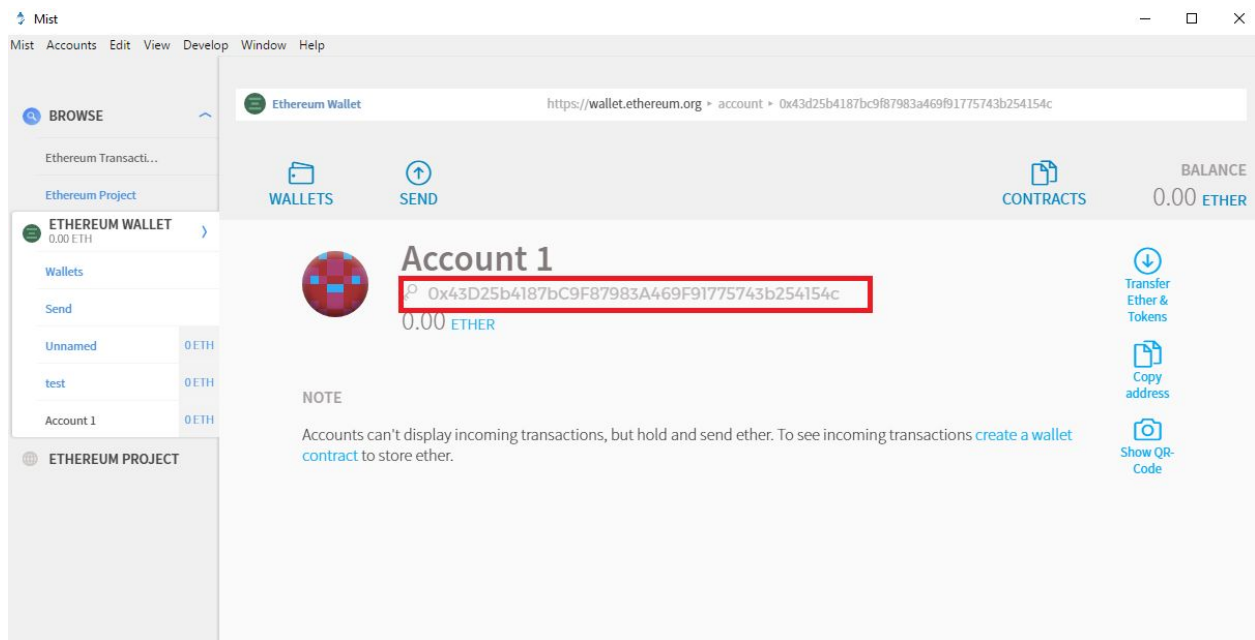 Mist
Mist Accounts Edit View Develop Window Help
BROWSE
Ethereum Transacti...
Ethereum Project
ETHEREUM WALLET
0.00 ETH
Wallets
Send
Unnamed 0 ETH
test 0 ETH
Account 1 0 ETH
ETHEREUM PROJECT
Ethereum Wallet https://wallet.ethereum.org ▸ account ▸ 0x43d25b4187bc9f87983a469f91775743b254154c
WALLETS SEND CONTRACTS
BALANCE
0.00 ETHER
Account 1
0x43D25b4187bC9F87983A469F91775743b254154c
0.00 ETHER
NOTE
Accounts can't display incoming transactions, but hold and send ether. To see incoming transactions create a wallet
contract to store ether.
Transfer
Ether &
Tokens
Copy
address
Show QR-
Code